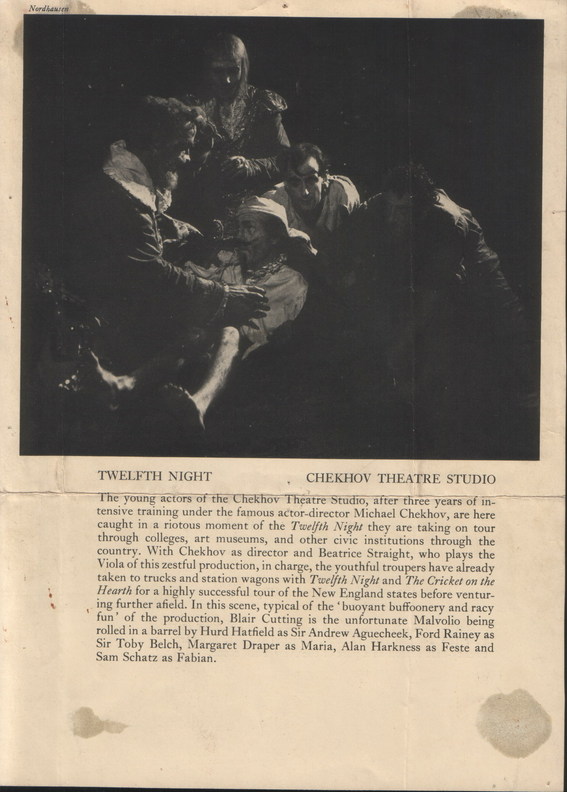 Nordhausen
TWELFTH NIGHT
CHEKHOV THEATRE STUDIO
The young actors of the Chekhov Theatre Studio, after three years of in-
tensive training under the famous actor-director Michael Chekhov, are here
caught in a riotous moment of the Twelfth Night they are taking on tour
through colleges, art museums, and other civic institutions through the
country. With Chekhov as director and Beatrice Straight, who plays the
Viola of this zestful production, in charge, the youthful troupers have already
taken to trucks and station wagons with Twelfth Night and The Cricket on the
Hearth for a highly successful tour of the New England states before ventur-
ing further afield. In this scene, typical of the 'buoyant buffoonery and racy
fun' of the production, Blair Cutting is the unfortunate Malvolio being
rolled in a barrel by Hurd Hatfield as Sir Andrew Aguecheek, Ford Rainey as
Sir Toby Belch, Margaret Draper as Maria, Alan Harkness as Feste and
Sam Schatz as Fabian.